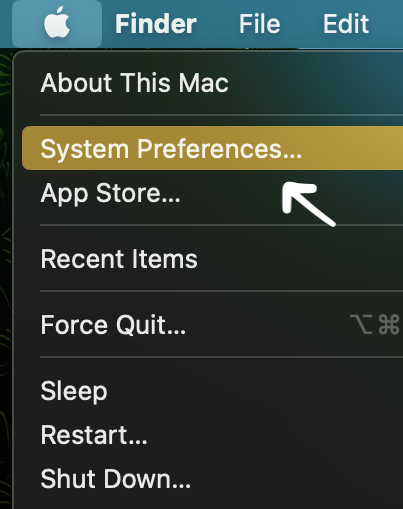 Finder File Edit
About This Mac
System Preferences...
App Store...
Recent Items
Force Quit... ⌥⌘
Sleep
Restart...
Shut Down...